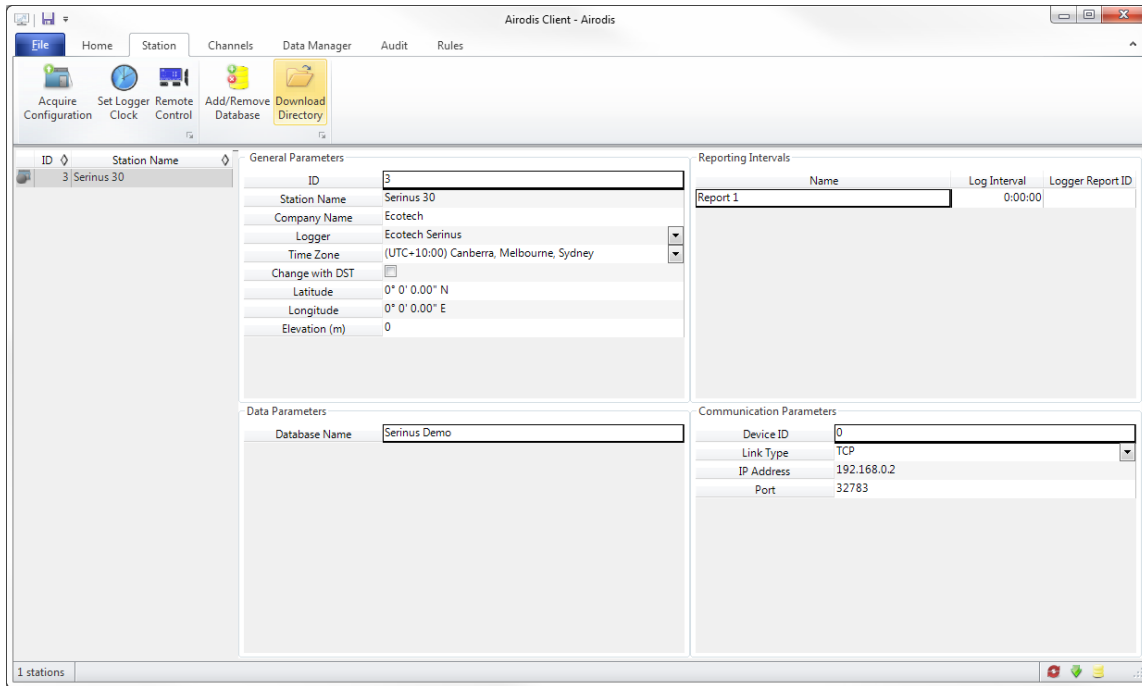 Airodis Client - Airodis
File Home Station Channels Data Manager Audit Rules
Acquire Configuration
Set Logger Clock
Remote Control
Add/Remove Database
Download Directory
ID Station Name
3 Serinus 30
General Parameters
ID 3
Station Name Serinus 30
Company Name Ecotech
Logger Ecotech Serinus
Time Zone (UTC+10:00) Canberra, Melbourne, Sydney
Change with DST
Latitude 0° 0' 0.00" N
Longitude 0° 0' 0.00" E
Elevation (m) 0
Reporting Intervals
Name Log Interval Logger Report ID
Report 1 0:00:00
Data Parameters
Database Name Serinus Demo
Communication Parameters
Device ID 0
Link Type TCP
IP Address 192.168.0.2
Port 32783
1 stations